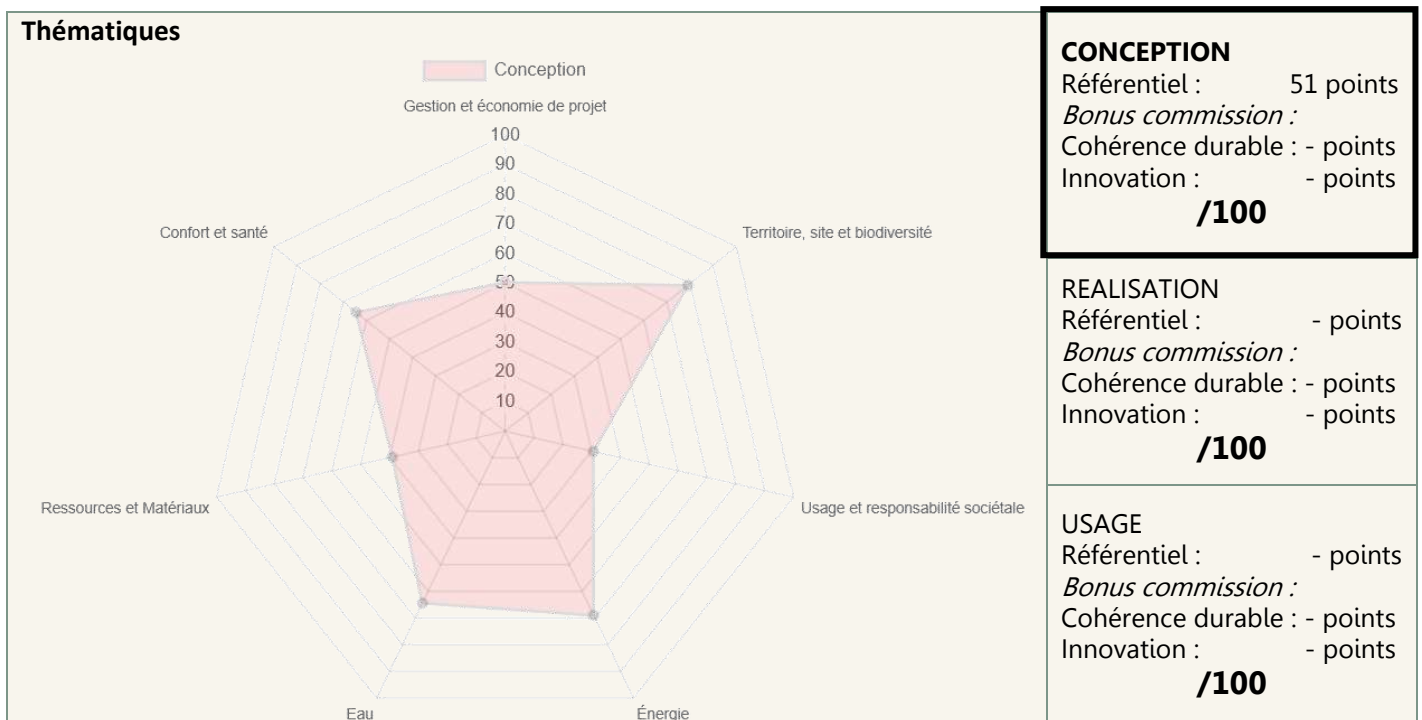 Thématiques
Conception
Gestion et économie de projet
100
90
80
70
60
50
40
30
20
10
Confort et santé
Territoire, site et biodiversité
Ressources et Matériaux
Usage et responsabilité sociétale
Eau
Énergie
CONCEPTION
Référentiel : 51 points
Bonus commission :
Cohérence durable : - points
Innovation : - points
/100
REALISATION
Référentiel : - points
Bonus commission :
Cohérence durable : - points
Innovation : - points
/100
USAGE
Référentiel : - points
Bonus commission :
Cohérence durable : - points
Innovation : - points
/100